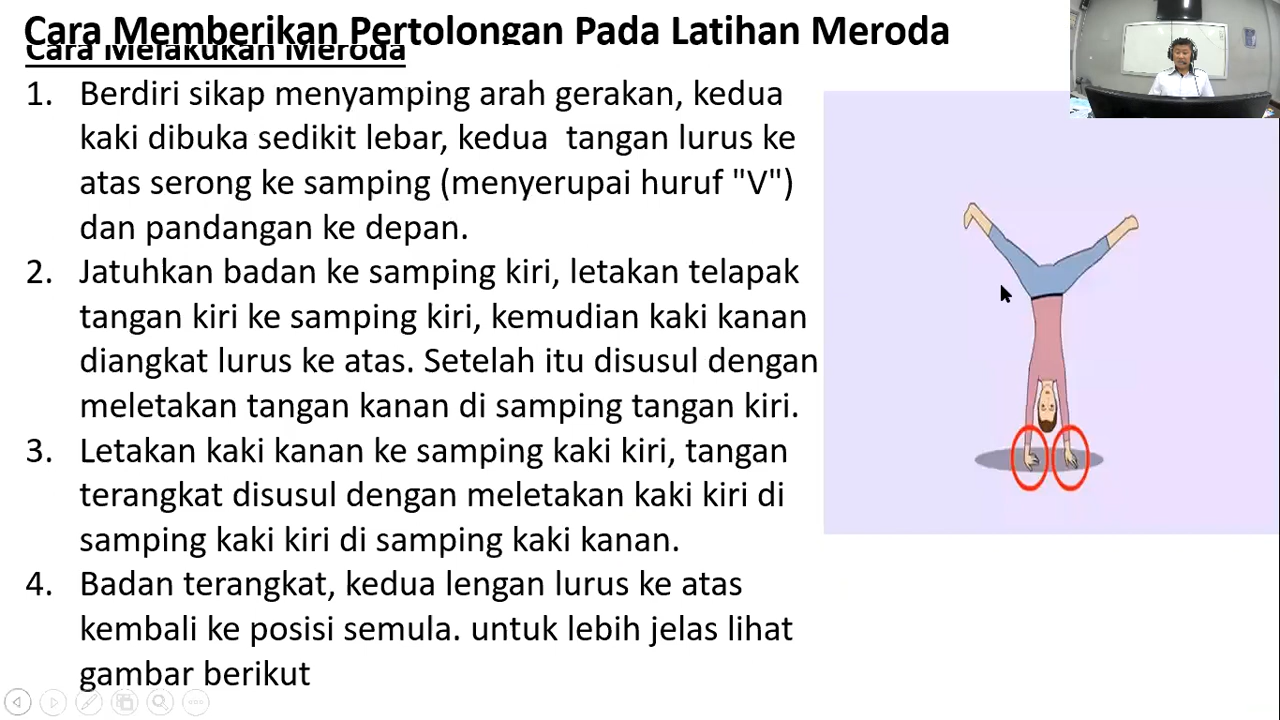 Cara Memberikan Pertolongan Pada Latihan Meroda
Cara Melakukan Meroda
1. Berdiri sikap menyamping arah gerakan, kedua
kaki dibuka sedikit lebar, kedua  tangan lurus ke
atas serong ke samping (menyerupai huruf "V")
dan pandangan ke depan.
2. Jatuhkan badan ke samping kiri, letakan telapak
tangan kiri ke samping kiri, kemudian kaki kanan
diangkat lurus ke atas. Setelah itu disusul dengan
meletakan tangan kanan di samping tangan kiri.
3. Letakan kaki kanan ke samping kaki kiri, tangan
terangkat disusul dengan meletakan kaki kiri di
samping kaki kiri di samping kaki kanan.
4. Badan terangkat, kedua lengan lurus ke atas
kembali ke posisi semula. untuk lebih jelas lihat
gambar berikut